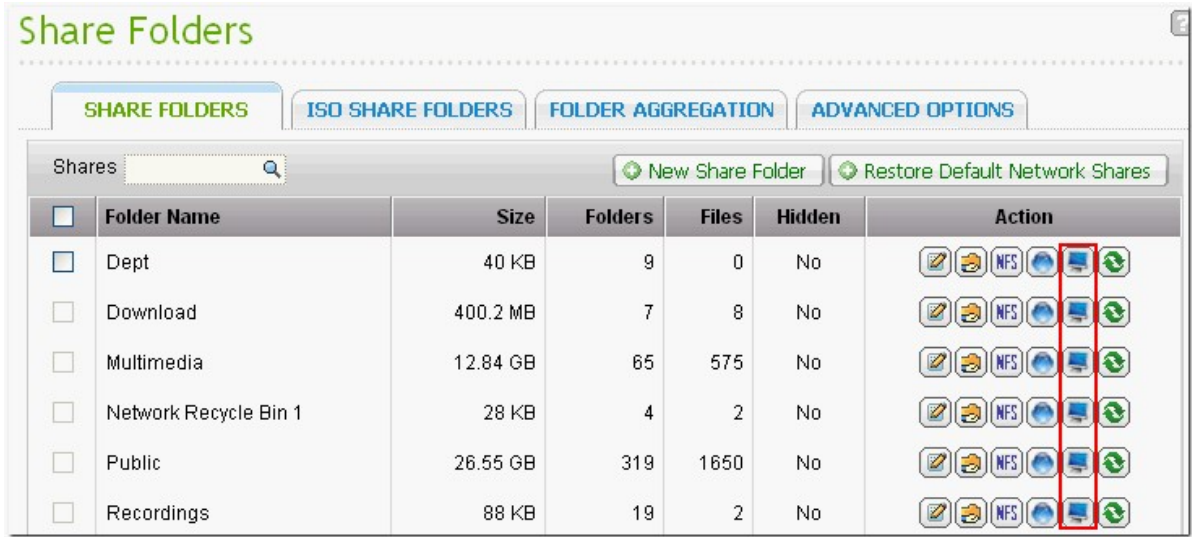 Share Folders
SHARE FOLDERS ISO SHARE FOLDERS FOLDER AGGREGATION ADVANCED OPTIONS
Shares New Share Folder Restore Default Network Shares
Folder Name Size Folders Files Hidden Action
Dept 40 KB 9 0 No NFS
Download 400.2 MB 7 8 No NFS
Multimedia 12.84 GB 65 575 No NFS
Network Recycle Bin 1 28 KB 4 2 No NFS
Public 26.55 GB 319 1650 No NFS
Recordings 88 KB 19 2 No NFS